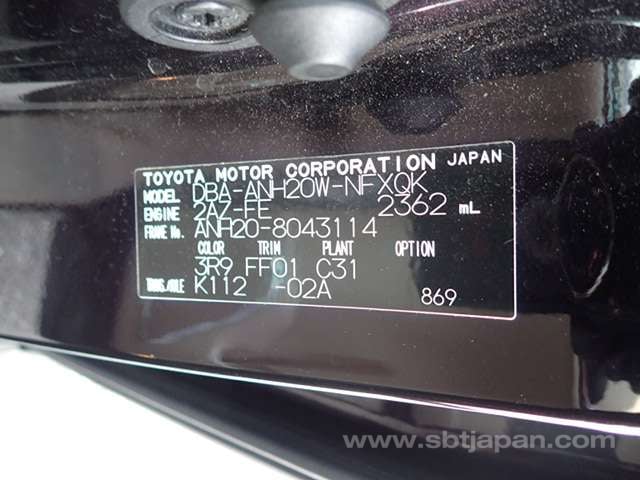 TOYOTA MOTOR CORPORATION JAPAN
MODEL DBA-ANH20W-NFXQK
ENGINE 2AZ-FE 2362 mL
FRAME No. ANH20-8043114
COLOR TRIM PLANT OPTION
3R9 FF01 C31
TRANS./AXLE K112 -02A 869
www.sbtjapan.com